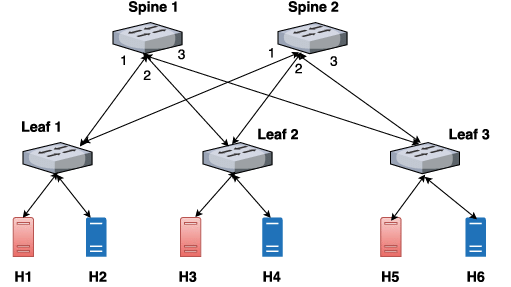 Spine 1
Spine 2
1
2
3
1
2
3
Leaf 1
Leaf 2
Leaf 3
H1
H2
H3
H4
H5
H6